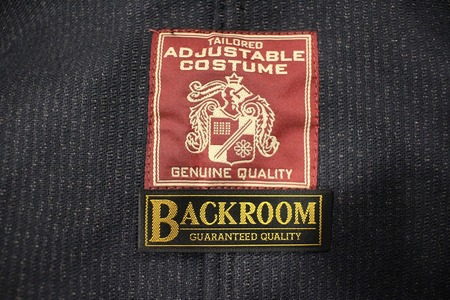 TAILORED
ADJUSTABLE
COSTUME
GENUINE QUALITY
BACKROOM
GUARANTEED QUALITY